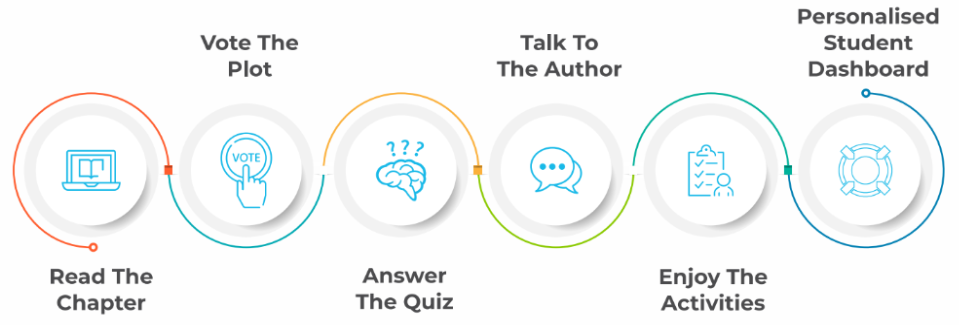 Read The
Chapter
Vote The
Plot
VOTE
? ? ?
Answer
The Quiz
Talk To
The Author
Enjoy The
Activities
Personalised
Student
Dashboard